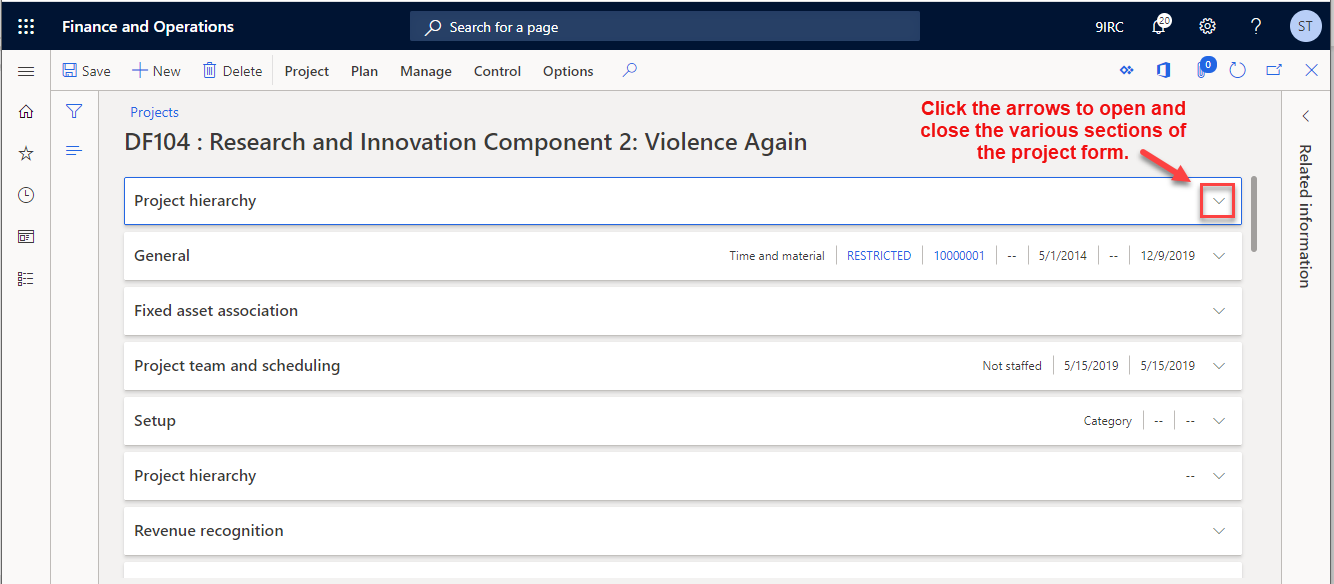 Finance and Operations
Search for a page
9IRC
20
?
ST
Save
New
Delete
Project
Plan
Manage
Control
Options
0
Projects
DF104 : Research and Innovation Component 2: Violence Again
Click the arrows to open and
close the various sections of
the project form.
Related information
Project hierarchy
General Time and material RESTRICTED 10000001 -- 5/1/2014 -- 12/9/2019
Fixed asset association
Project team and scheduling Not staffed 5/15/2019 5/15/2019
Setup Category -- --
Project hierarchy --
Revenue recognition